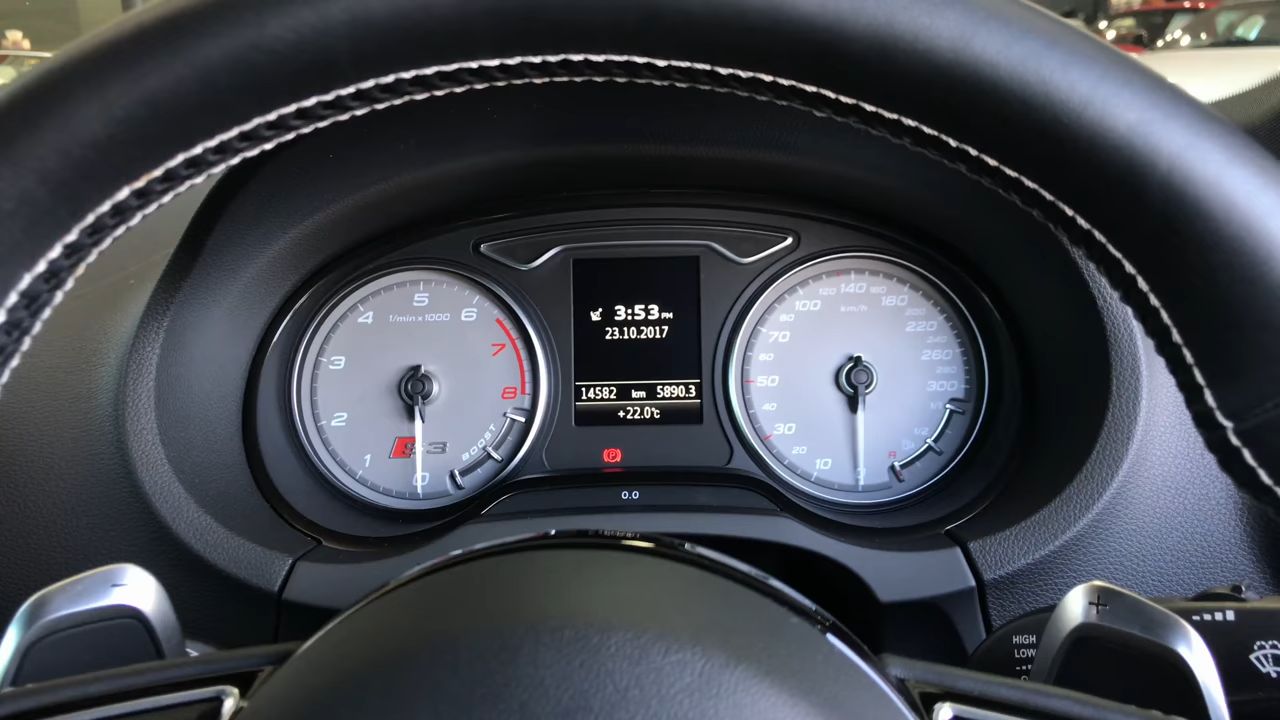 5
4
1/min x 1000
6
3
7
2
8
S3
BOOST
1
0
3:53 PM
23.10.2017
14582 km 5890.3
+22.0°C
(P)
0.0
120 140 160
100
180
km/h
80
200
70
220
60
240
260
50
280
300
40
1/1
30
1/2
20
R
10
0
−
+
HIGH
LOW